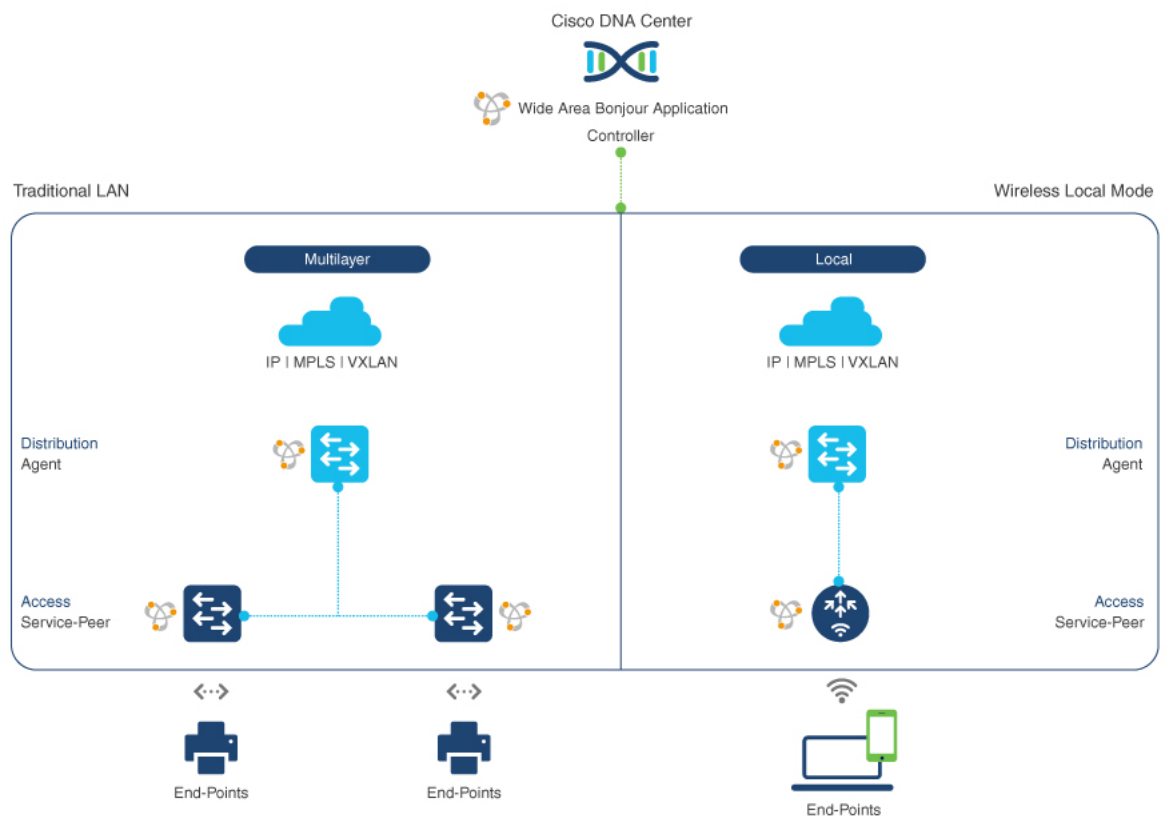 Cisco DNA Center
Wide Area Bonjour Application
Controller
Traditional LAN
Wireless Local Mode
Multilayer
Local
IP | MPLS | VXLAN
IP | MPLS | VXLAN
Distribution
Agent
Distribution
Agent
Access
Service-Peer
Access
Service-Peer
End-Points
End-Points
End-Points